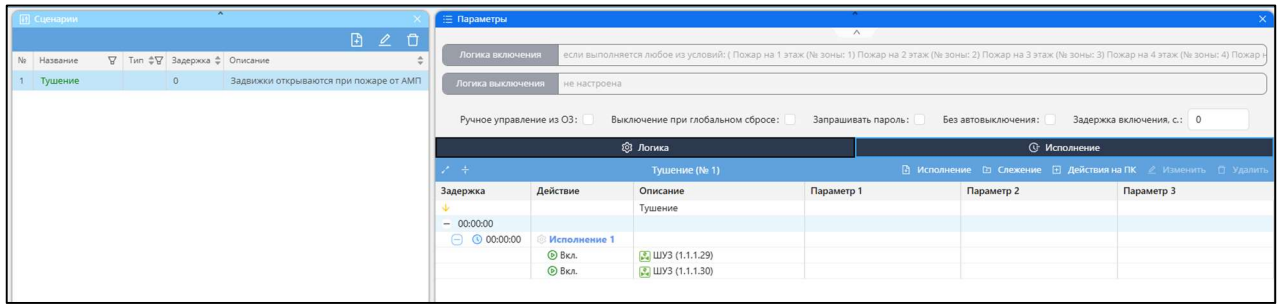 Сценарии
№ Название Тип Задержка Описание
1 Тушение 0 Задвижки открываются при пожаре от АМП
Параметры
Логика включения если выполняется любое из условий: ( Пожар на 1 этаж (№ зоны: 1) Пожар на 2 этаж (№ зоны: 2) Пожар на 3 этаж (№ зоны: 3) Пожар на 4 этаж (№ зоны: 4) Пожар н
Логика выключения не настроена
Ручное управление из ОЗ: Выключение при глобальном сбросе: Запрашивать пароль: Без автовыключения: Задержка включения, с.: 0
Логика Исполнение
Тушение (№ 1) Исполнение Слежение Действия на ПК Изменить Удалить
Задержка Действие Описание Параметр 1 Параметр 2 Параметр 3
Тушение
00:00:00
00:00:00 Исполнение 1
Вкл. ШУЗ (1.1.1.29)
Вкл. ШУЗ (1.1.1.30)